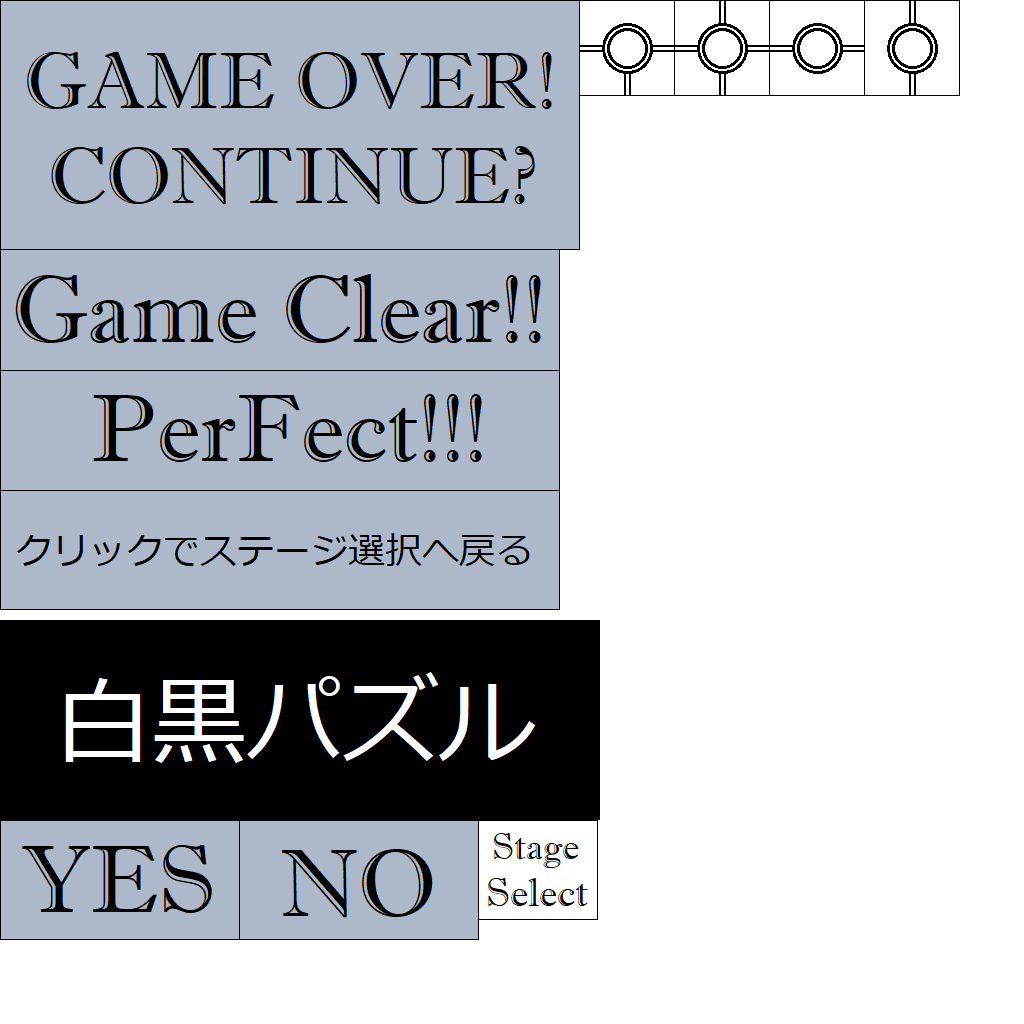 GAME OVER!
CONTINUE?
Game Clear!!
PerFect!!!
クリックでステージ選択へ戻る
白黒パズル
YES
NO
Stage
Select